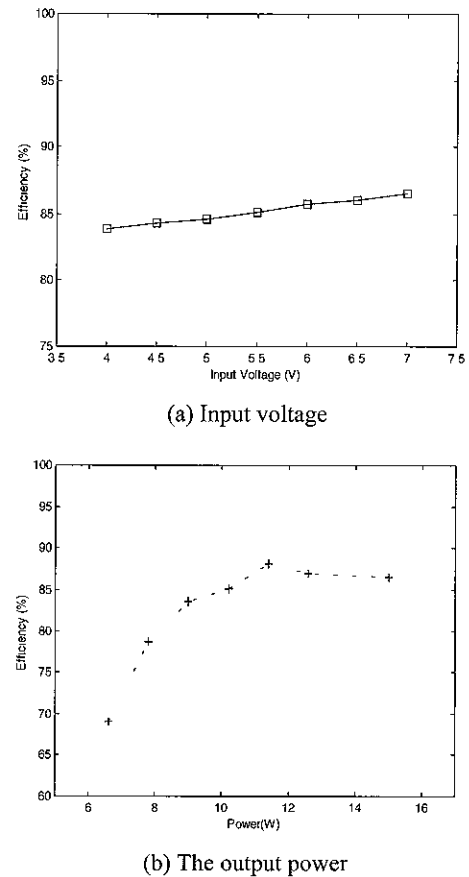 100
95
90
Efficiency (%)
85
80
75
3 5 4 4 5 5 5 5 6 6 5 7 7 5
Input Voltage (V)
(a) Input voltage
100
95
90
85
Efficiency (%)
80
75
70
65
60
6 8 10 12 14 16
Power(W)
(b) The output power